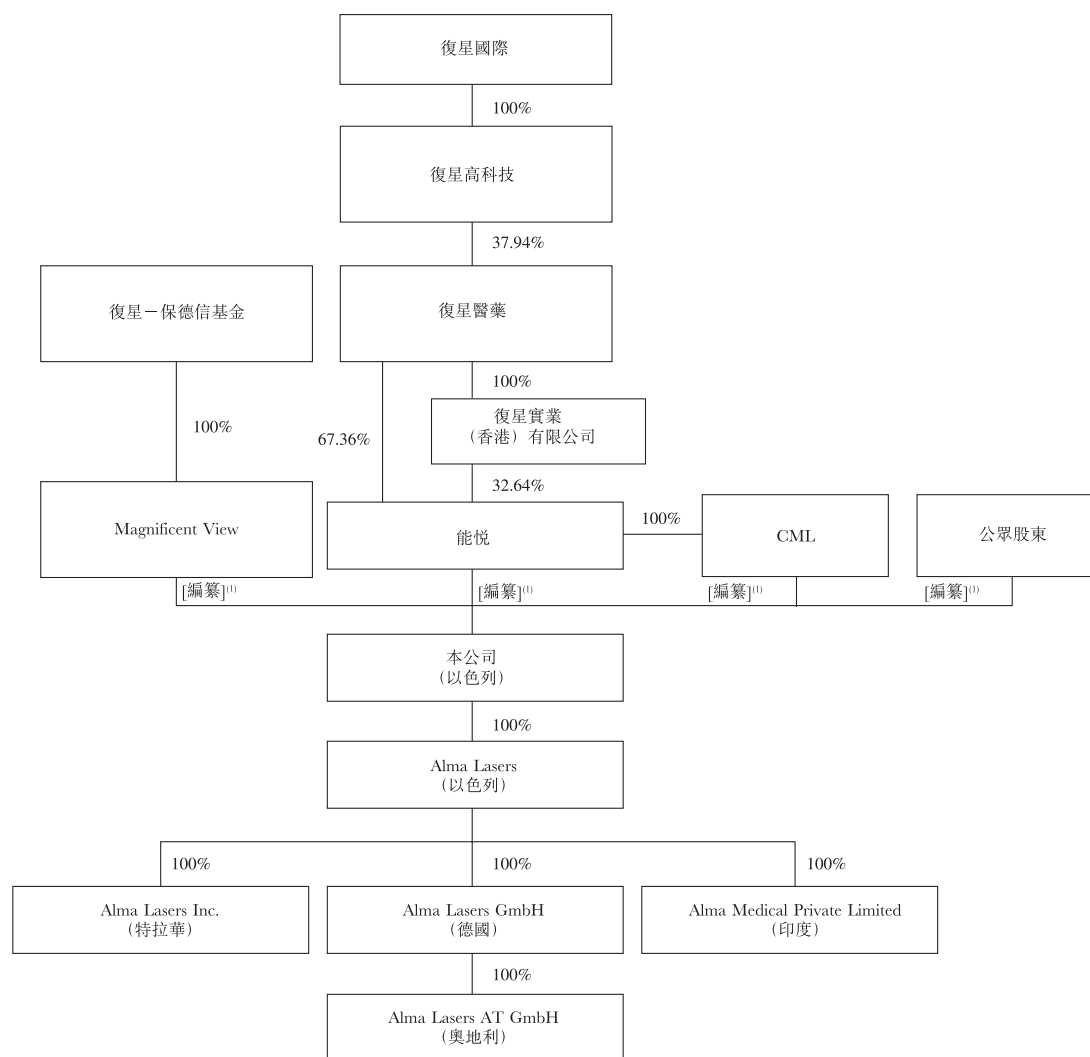 復星國際
100%
復星高科技
37.94%
復星－保德信基金
復星醫藥
100%
100%
67.36%
復星實業
（香港）有限公司
32.64%
Magnificent View
能悅
100%
CML
公眾股東
[編纂](1)
[編纂](1)
[編纂](1)
[編纂](1)
本公司
（以色列）
100%
Alma Lasers
（以色列）
100%
100%
100%
Alma Lasers Inc.
（特拉華）
Alma Lasers GmbH
（德國）
Alma Medical Private Limited
（印度）
100%
Alma Lasers AT GmbH
（奧地利）